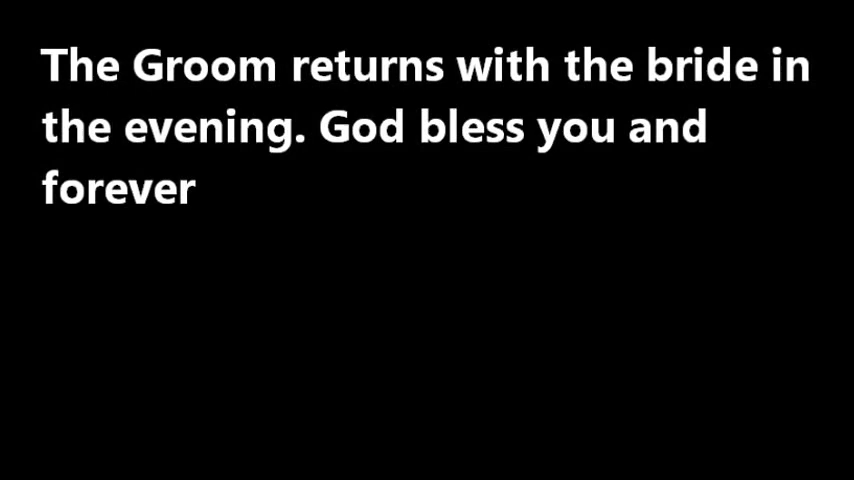 The Groom returns with the bride in
the evening. God bless you and
forever